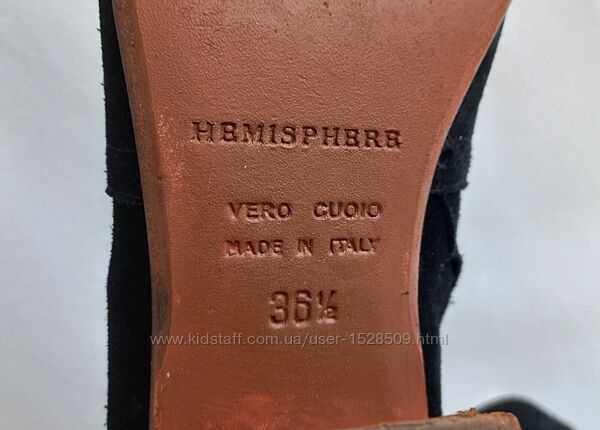 HEMISPHERE
VERO CUOIO
MADE IN ITALY
36½
www.kidstaff.com.ua/user-1528509.html